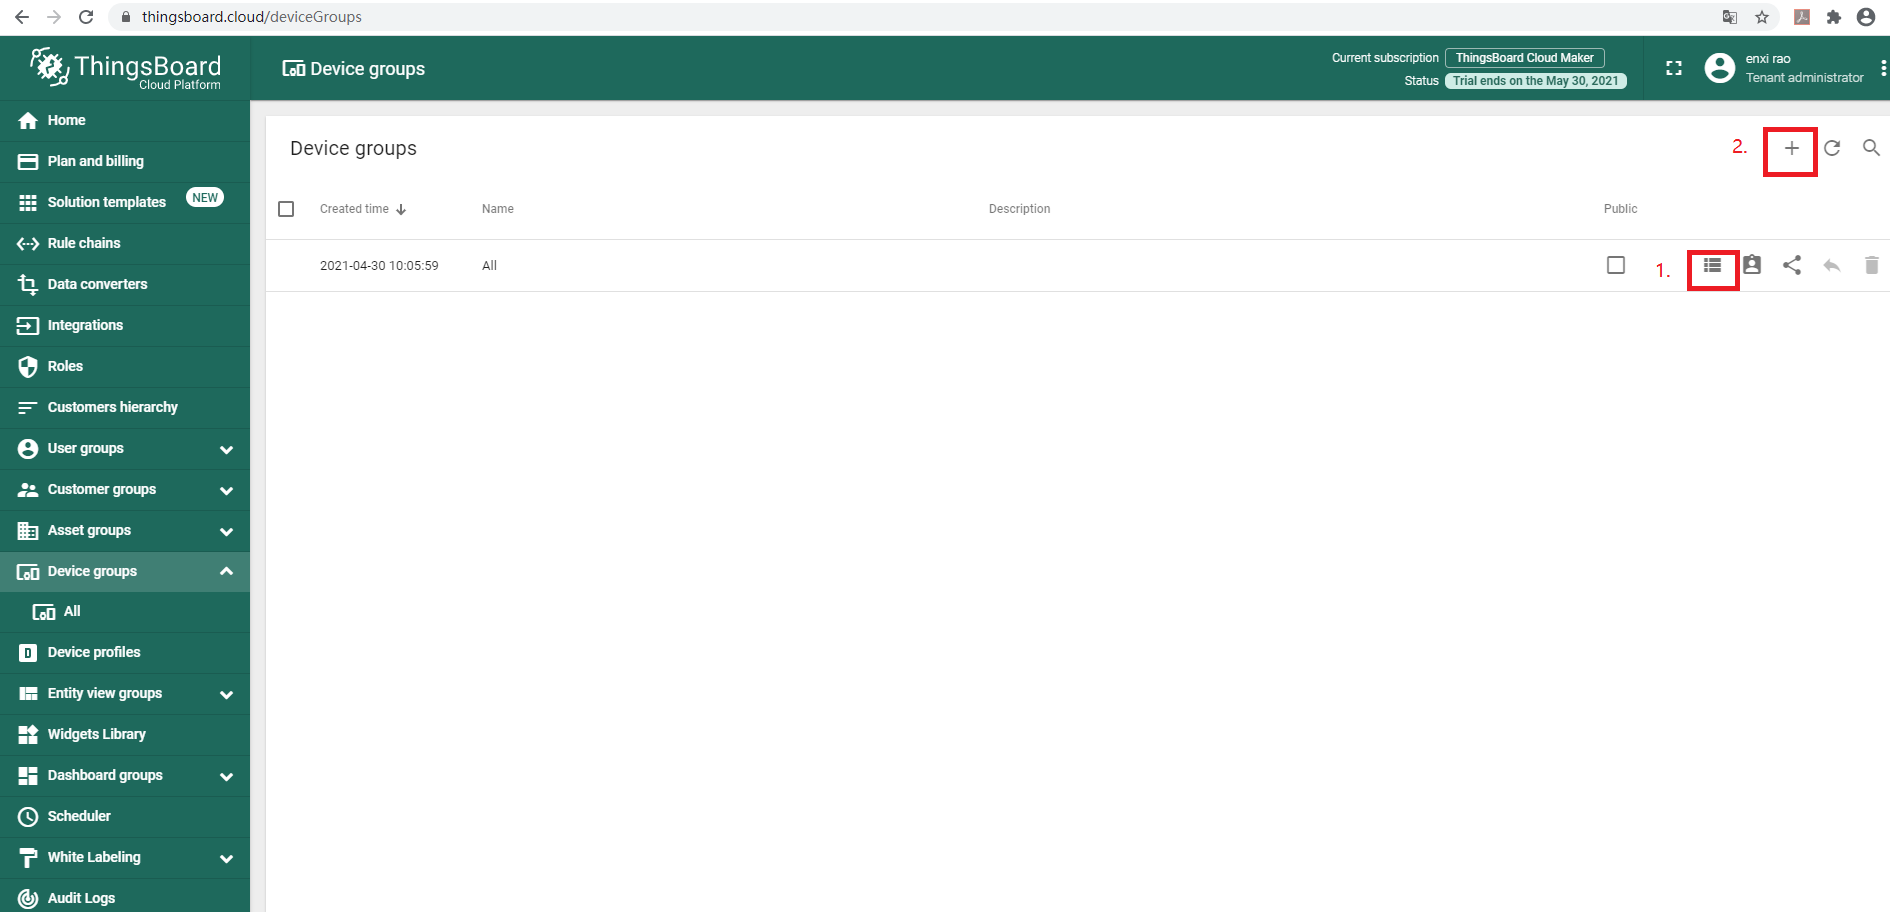 thingsboard.cloud/deviceGroups
ThingsBoard
Cloud Platform
Device groups
Current subscription ThingsBoard Cloud Maker
Status Trial ends on the May 30, 2021
enxi rao
Tenant administrator
Home
Plan and billing
Solution templates NEW
Rule chains
Data converters
Integrations
Roles
Customers hierarchy
User groups
Customer groups
Asset groups
Device groups
All
Device profiles
Entity view groups
Widgets Library
Dashboard groups
Scheduler
White Labeling
Audit Logs
Device groups
2.
Created time Name Description Public
2021-04-30 10:05:59 All
1.